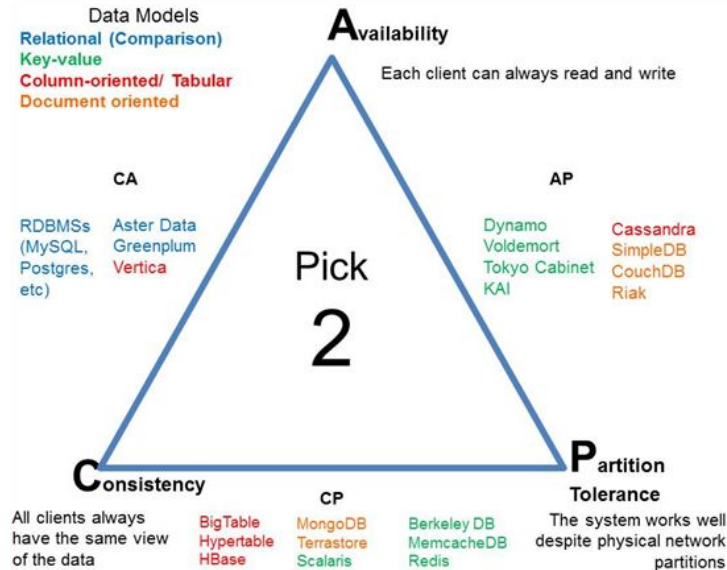 Data Models
Relational (Comparison)
Key-value
Column-oriented/ Tabular
Document oriented
Availability
Each client can always read and write
CA
RDBMSs
(MySQL,
Postgres,
etc)
Aster Data
Greenplum
Vertica
Pick
2
AP
Dynamo
Voldemort
Tokyo Cabinet
KAI
Cassandra
SimpleDB
CouchDB
Riak
Consistency
All clients always
have the same view
of the data
CP
BigTable
Hypertable
HBase
MongoDB
Terrastore
Scalaris
Berkeley DB
MemcacheDB
Redis
Partition
Tolerance
The system works well
despite physical network
partitions